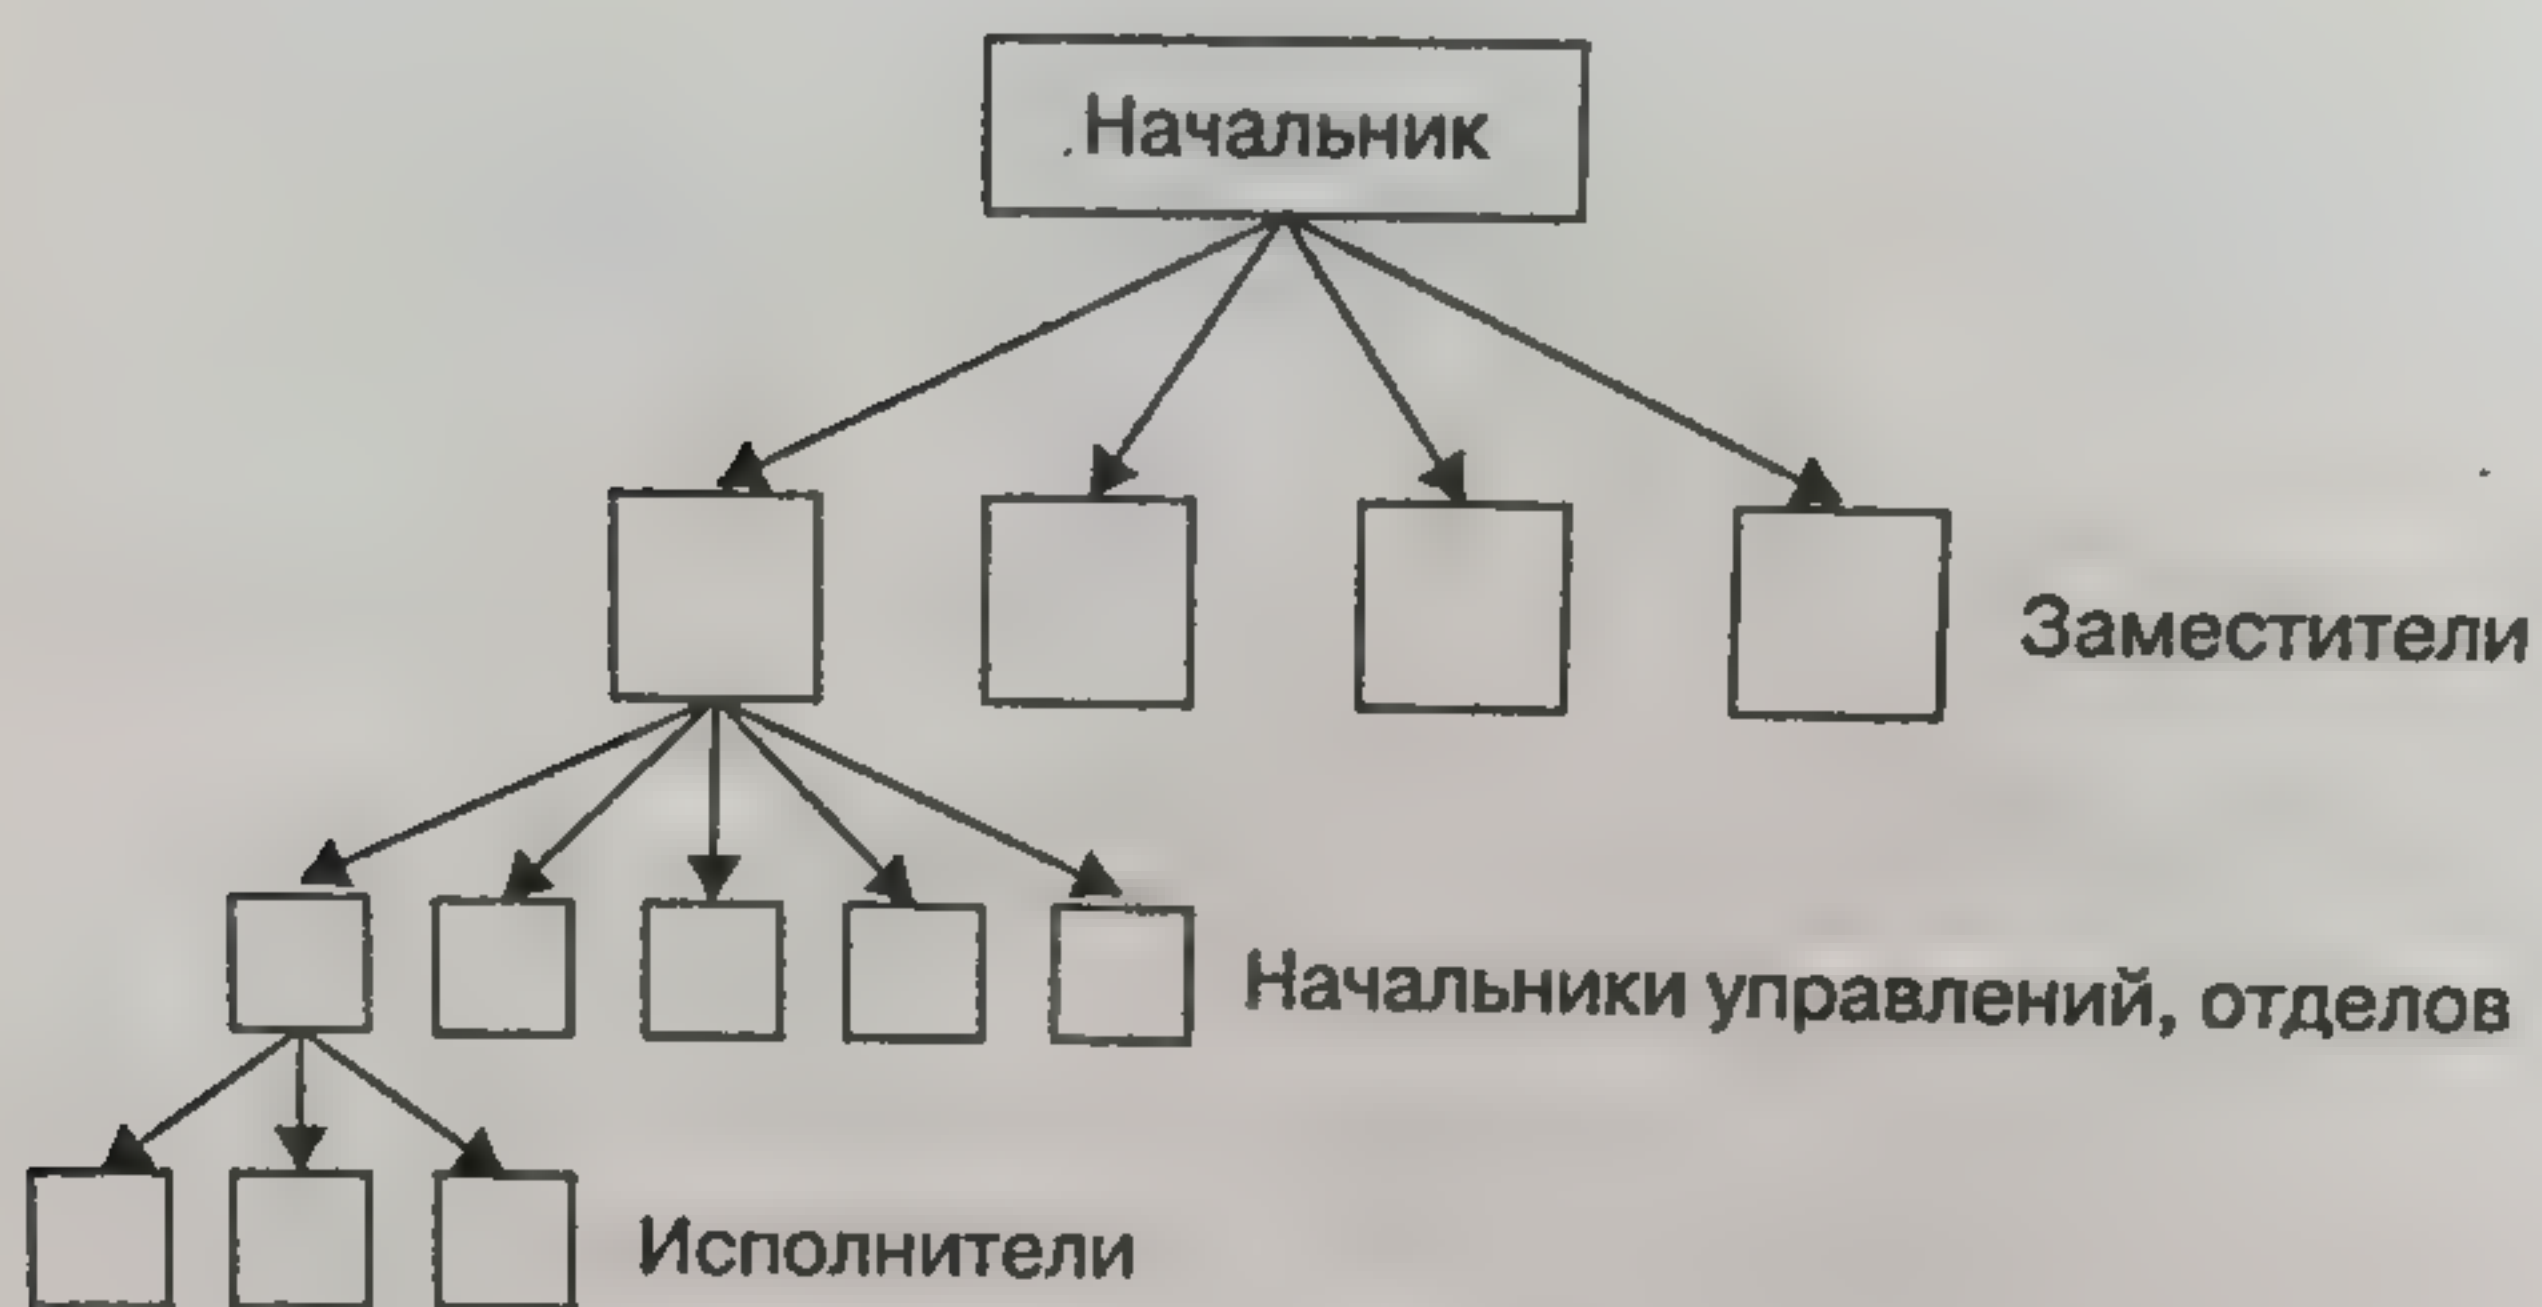 Начальник
Заместители
Начальники управлений, отделов
Исполнители